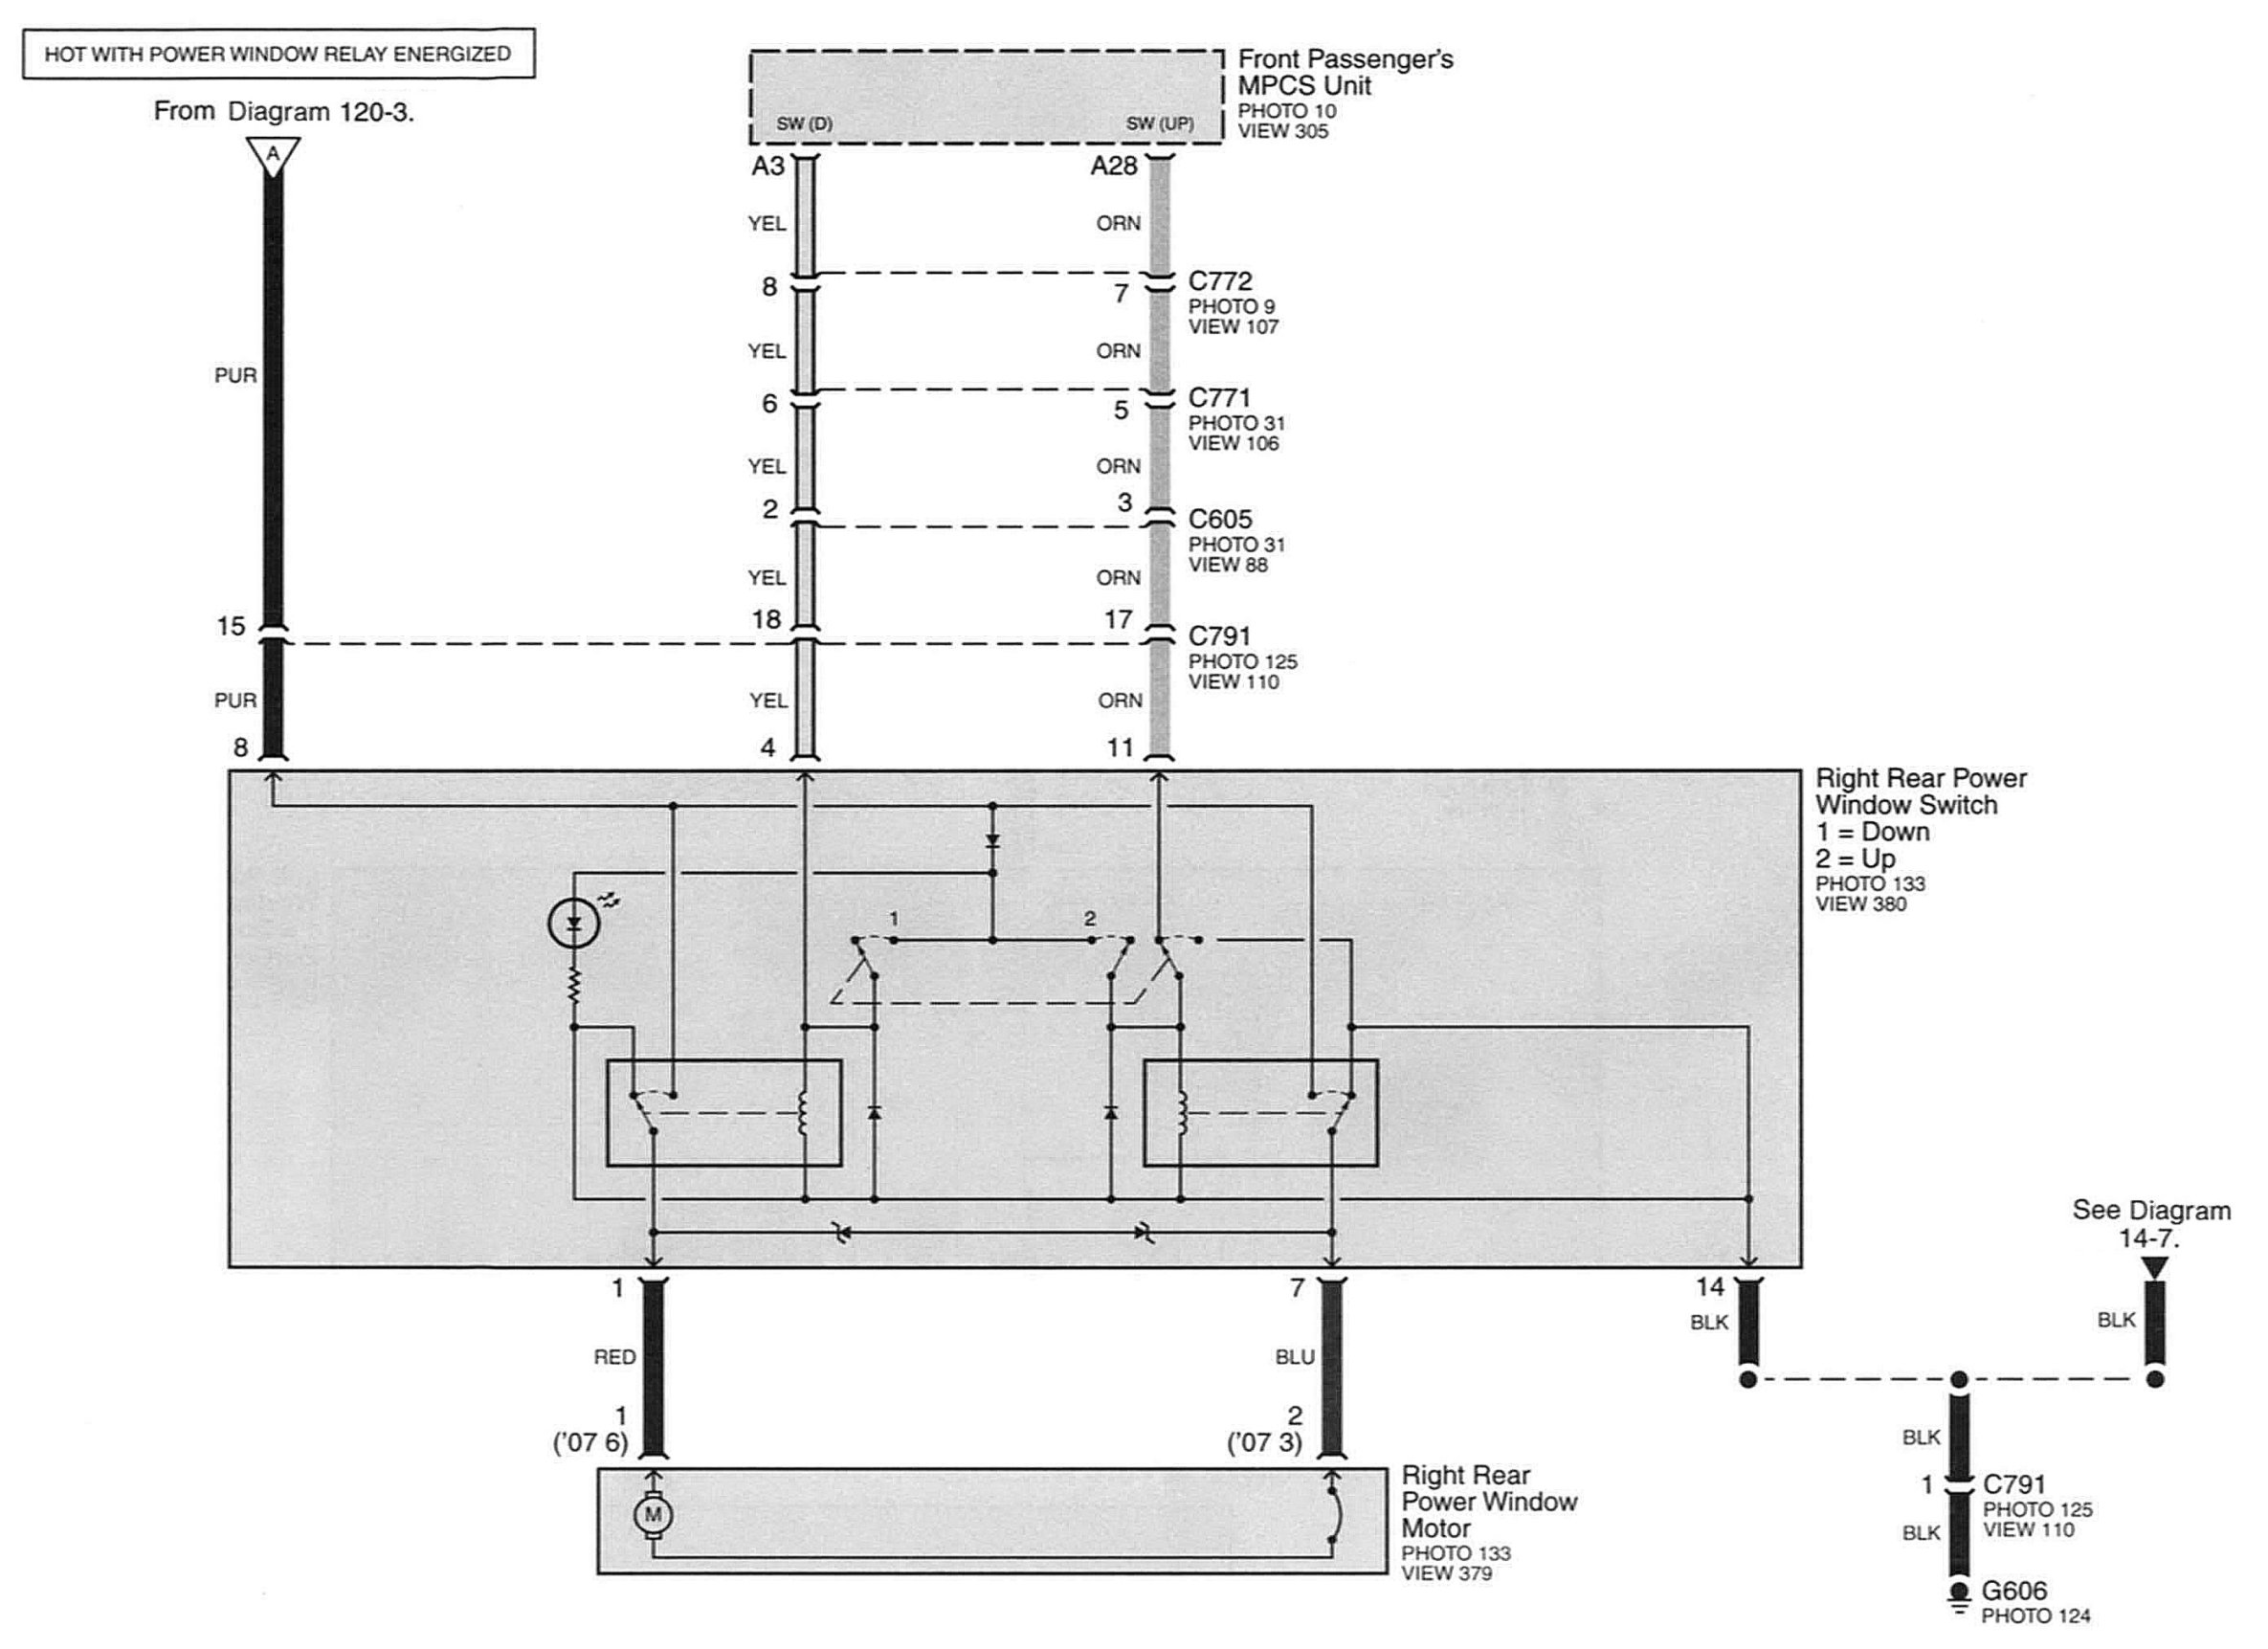 HOT WITH POWER WINDOW RELAY ENERGIZED
From Diagram 120-3.
A
Front Passenger's
MPCS Unit
PHOTO 10
VIEW 305
SW (D)
SW (UP)
A3
A28
YEL
ORN
8
7
C772
PHOTO 9
VIEW 107
PUR
YEL
ORN
6
5
C771
PHOTO 31
VIEW 106
YEL
ORN
2
3
C605
PHOTO 31
VIEW 88
YEL
ORN
15
18
17
C791
PHOTO 125
VIEW 110
PUR
YEL
ORN
8
4
11
Right Rear Power
Window Switch
1 = Down
2 = Up
PHOTO 133
VIEW 380
1
2
See Diagram
14-7.
1
7
14
BLK
BLK
RED
BLU
1
('07 6)
2
('07 3)
BLK
1
C791
PHOTO 125
VIEW 110
BLK
Right Rear
Power Window
Motor
PHOTO 133
VIEW 379
M
G606
PHOTO 124